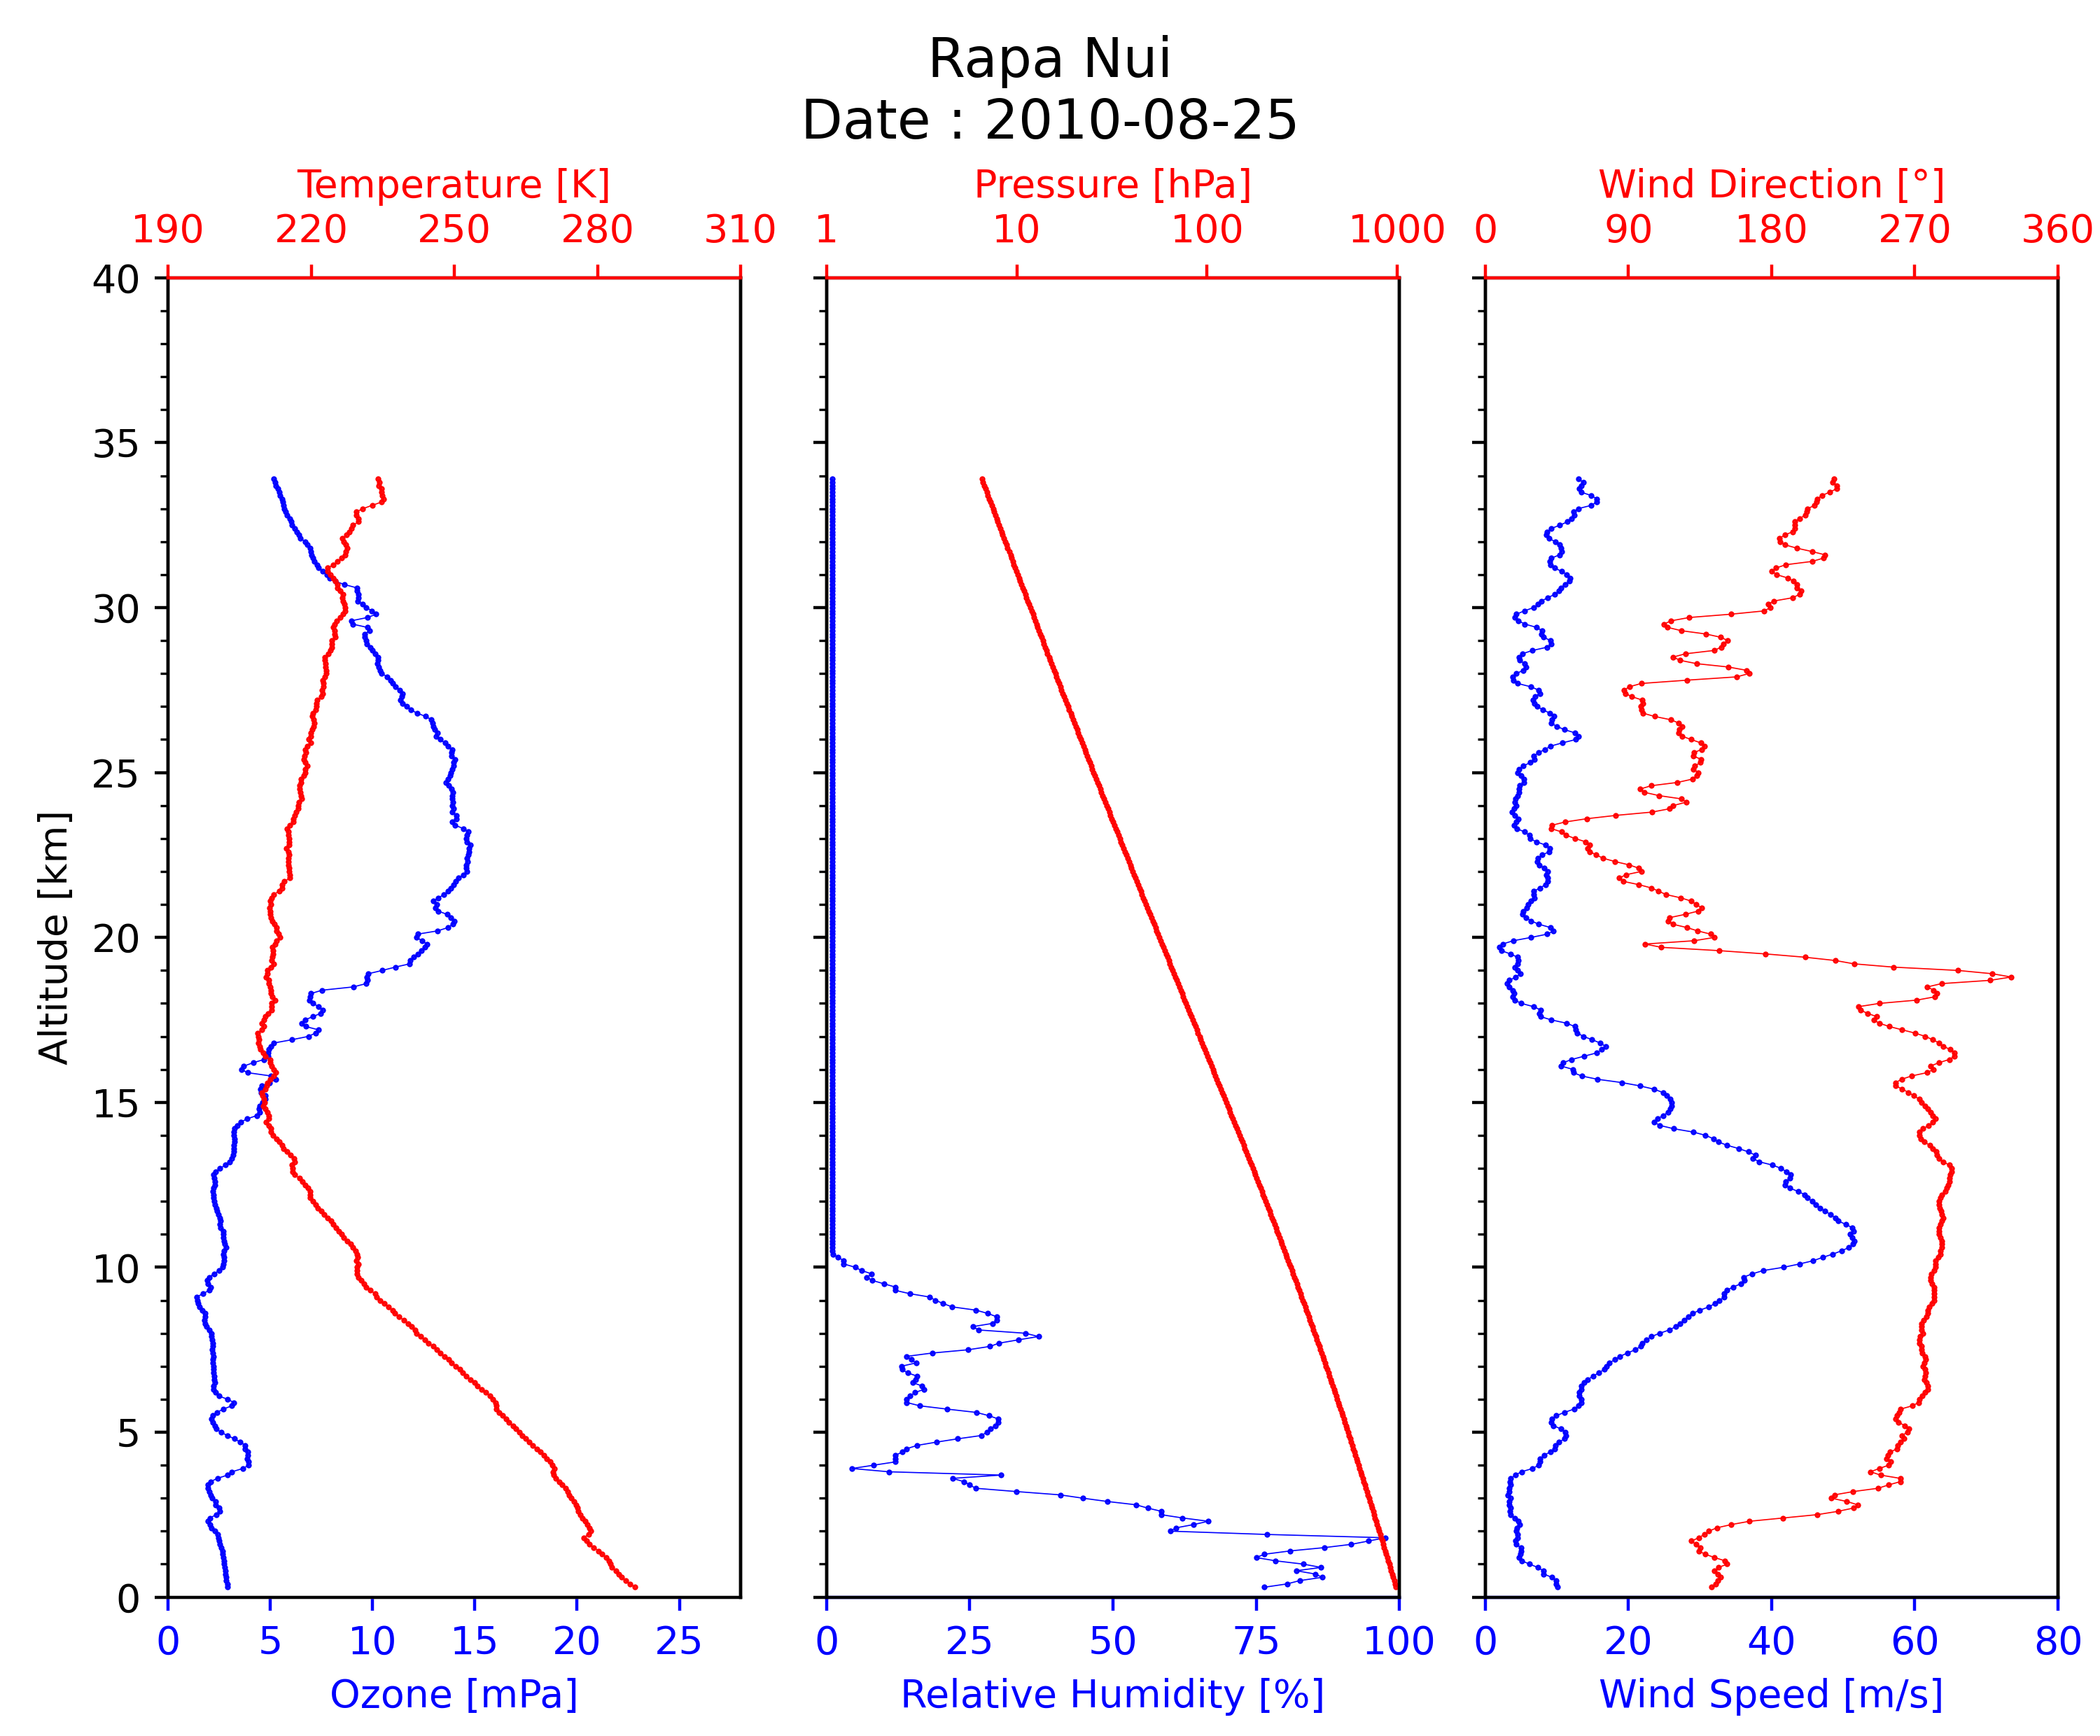 Rapa Nui
Date : 2010-08-25
Temperature [K] Pressure [hPa] Wind Direction [°]
190 220 250 280 310 1 10 100 1000 0 90 180 270 360
40
35
30
25
20
15
10
5
0
Altitude [km]
0 5 10 15 20 25 0 25 50 75 100 0 20 40 60 80
Ozone [mPa] Relative Humidity [%] Wind Speed [m/s]